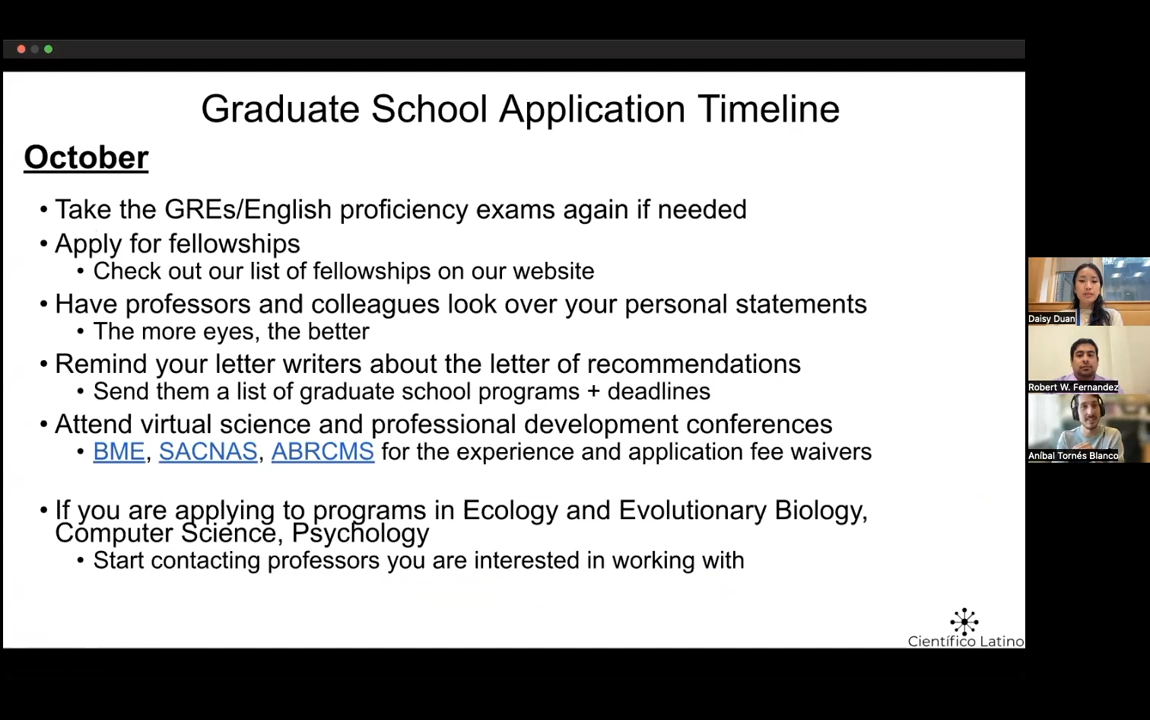 Graduate School Application Timeline
October
• Take the GREs/English proficiency exams again if needed
• Apply for fellowships
• Check out our list of fellowships on our website
• Have professors and colleagues look over your personal statements
• The more eyes, the better
• Remind your letter writers about the letter of recommendations
• Send them a list of graduate school programs + deadlines
• Attend virtual science and professional development conferences
• BME, SACNAS, ABRCMS for the experience and application fee waivers
• If you are applying to programs in Ecology and Evolutionary Biology,
Computer Science, Psychology
• Start contacting professors you are interested in working with
Científico Latino
Daisy Duan
Robert W. Fernandez
Aníbal Tornés Blanco